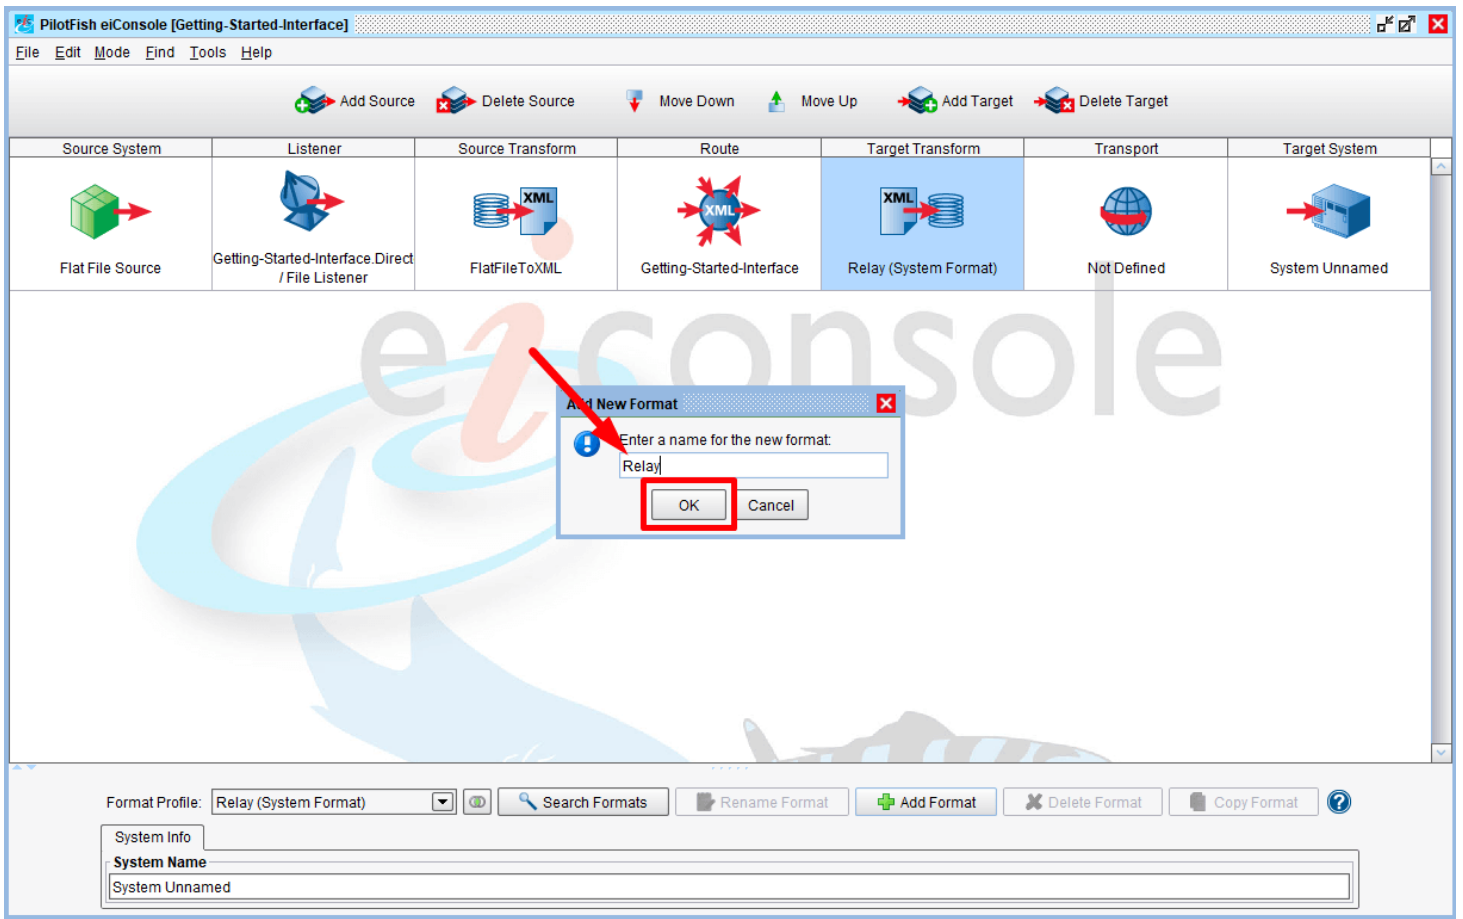 PilotFish eiConsole [Getting-Started-Interface]
File Edit Mode Find Tools Help
Add Source Delete Source Move Down Move Up Add Target Delete Target
Source System Listener Source Transform Route Target Transform Transport Target System
XML XML XML
Flat File Source Getting-Started-Interface.Direct FlatFileToXML Getting-Started-Interface Relay (System Format) Not Defined System Unnamed
/ File Listener
eiconsole
Add New Format
Enter a name for the new format:
Relay
OK Cancel
Format Profile: Relay (System Format) Search Formats Rename Format Add Format Delete Format Copy Format ?
System Info
System Name
System Unnamed